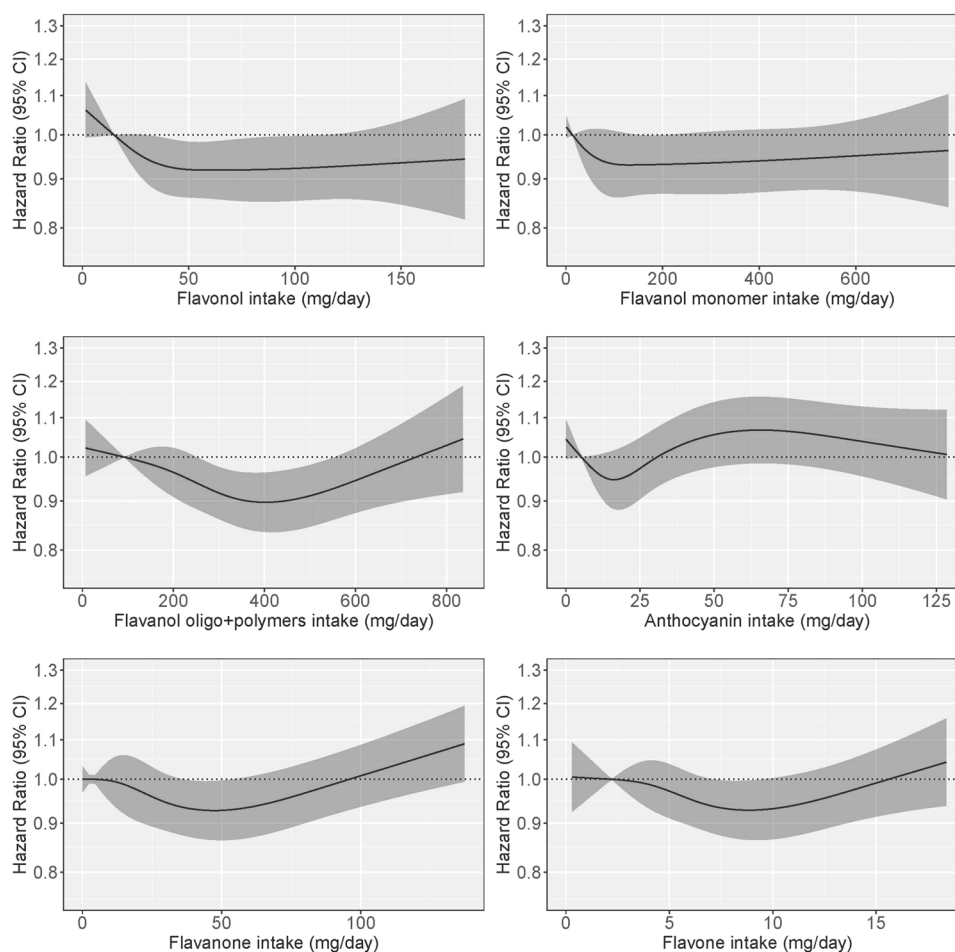 Hazard Ratio (95% CI)
1.3
1.2
1.1
1.0
0.9
0.8
0 50 100 150
Flavonol intake (mg/day)
Hazard Ratio (95% CI)
1.3
1.2
1.1
1.0
0.9
0.8
0 200 400 600
Flavanol monomer intake (mg/day)
Hazard Ratio (95% CI)
1.3
1.2
1.1
1.0
0.9
0.8
0 200 400 600 800
Flavanol oligo+polymers intake (mg/day)
Hazard Ratio (95% CI)
1.3
1.2
1.1
1.0
0.9
0.8
0 25 50 75 100 125
Anthocyanin intake (mg/day)
Hazard Ratio (95% CI)
1.3
1.2
1.1
1.0
0.9
0.8
0 50 100
Flavanone intake (mg/day)
Hazard Ratio (95% CI)
1.3
1.2
1.1
1.0
0.9
0.8
0 5 10 15
Flavone intake (mg/day)